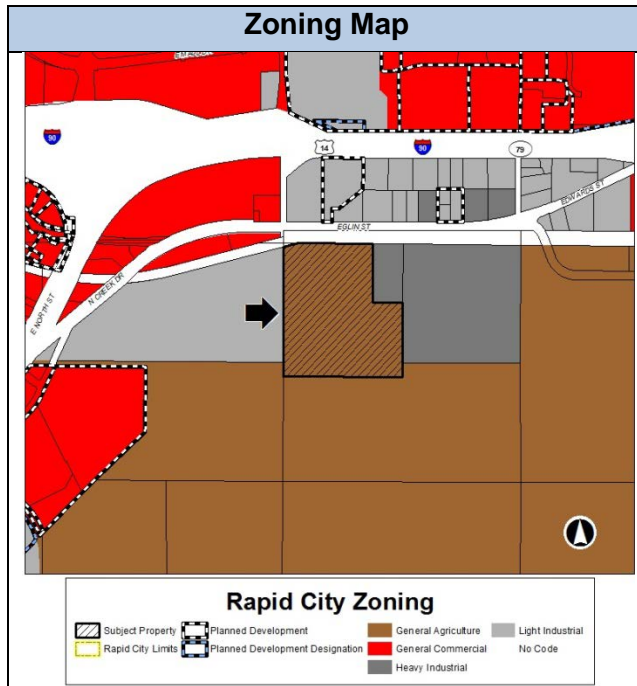 Zoning Map
90
14
90
79
EDWARDS ST
EGLIN ST
N CREEK DR
E NORTH ST
Rapid City Zoning
Subject Property
Planned Development
General Agriculture
Light Industrial
Rapid City Limits
Planned Development Designation
General Commercial
No Code
Heavy Industrial